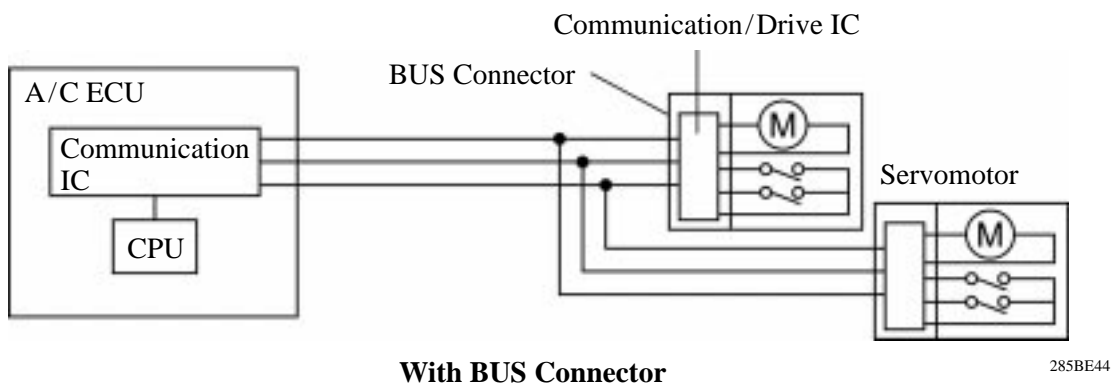 Communication/Drive IC
BUS Connector
A/C ECU
Communication
IC
CPU
M
Servomotor
M
With BUS Connector
285BE44